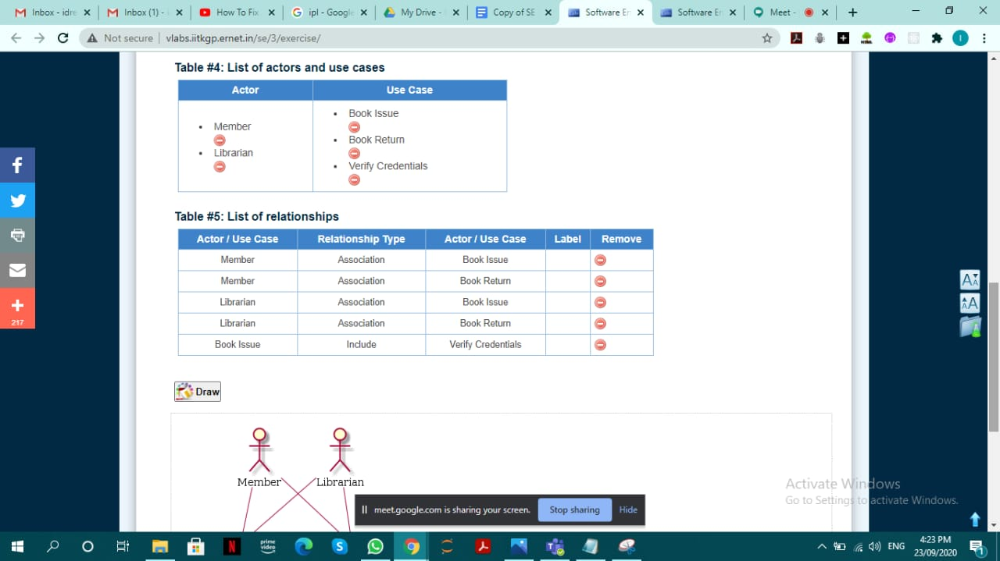 Inbox - idre
Inbox (1) -
How To Fix
ipl - Google
My Drive -
Copy of SE
Software En
Software En
Meet -
Not secure | vlabs.iitkgp.ernet.in/se/3/exercise/
Table #4: List of actors and use cases
Actor Use Case
Member
Librarian
Book Issue
Book Return
Verify Credentials
217
Table #5: List of relationships
Actor / Use Case Relationship Type Actor / Use Case Label Remove
Member Association Book Issue
Member Association Book Return
Librarian Association Book Issue
Librarian Association Book Return
Book Issue Include Verify Credentials
Draw
Member Librarian
meet.google.com is sharing your screen. Stop sharing Hide
Activate Windows
Go to Settings to activate Windows.
prime
video
ENG
4:23 PM
23/09/2020